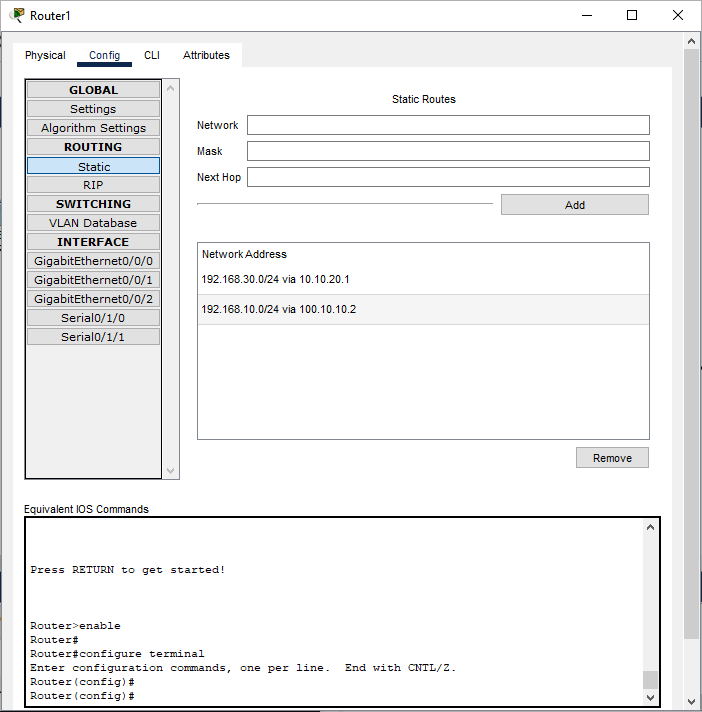 Router1
Physical Config CLI Attributes
GLOBAL
Settings
Algorithm Settings
ROUTING
Static
RIP
SWITCHING
VLAN Database
INTERFACE
GigabitEthernet0/0/0
GigabitEthernet0/0/1
GigabitEthernet0/0/2
Serial0/1/0
Serial0/1/1
Static Routes
Network
Mask
Next Hop
Add
Network Address
192.168.30.0/24 via 10.10.20.1
192.168.10.0/24 via 100.10.10.2
Remove
Equivalent IOS Commands
Press RETURN to get started!
Router>enable
Router#
Router#configure terminal
Enter configuration commands, one per line.  End with CNTL/Z.
Router(config)#
Router(config)#